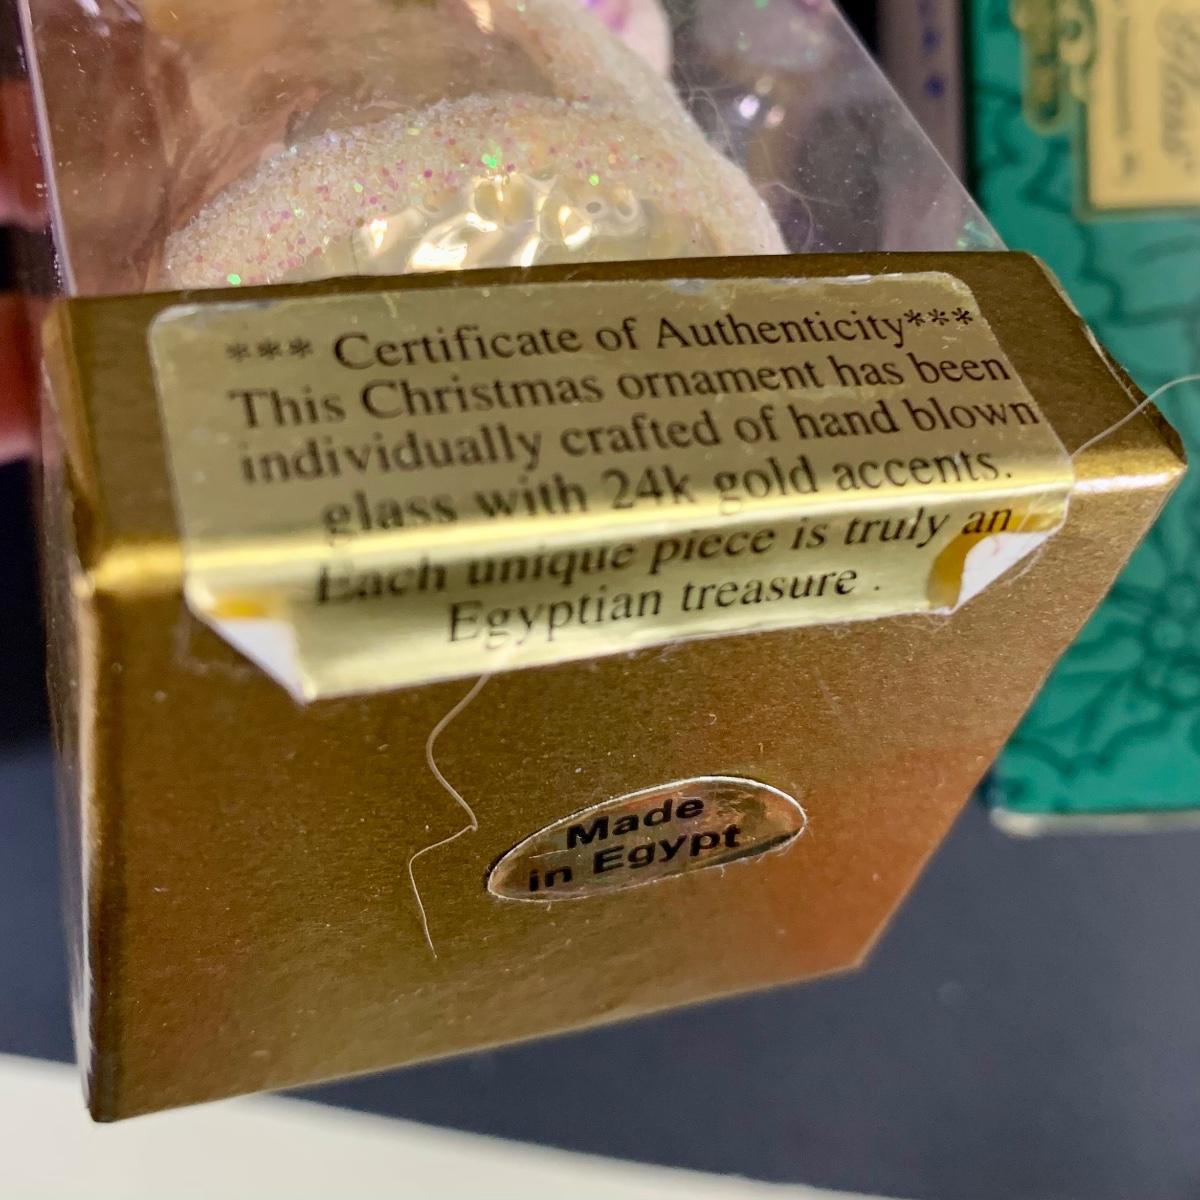 *** Certificate of Authenticity***
This Christmas ornament has been
individually crafted of hand blown
glass with 24k gold accents.
Each unique piece is truly an
Egyptian treasure .
Made
in Egypt
Glass